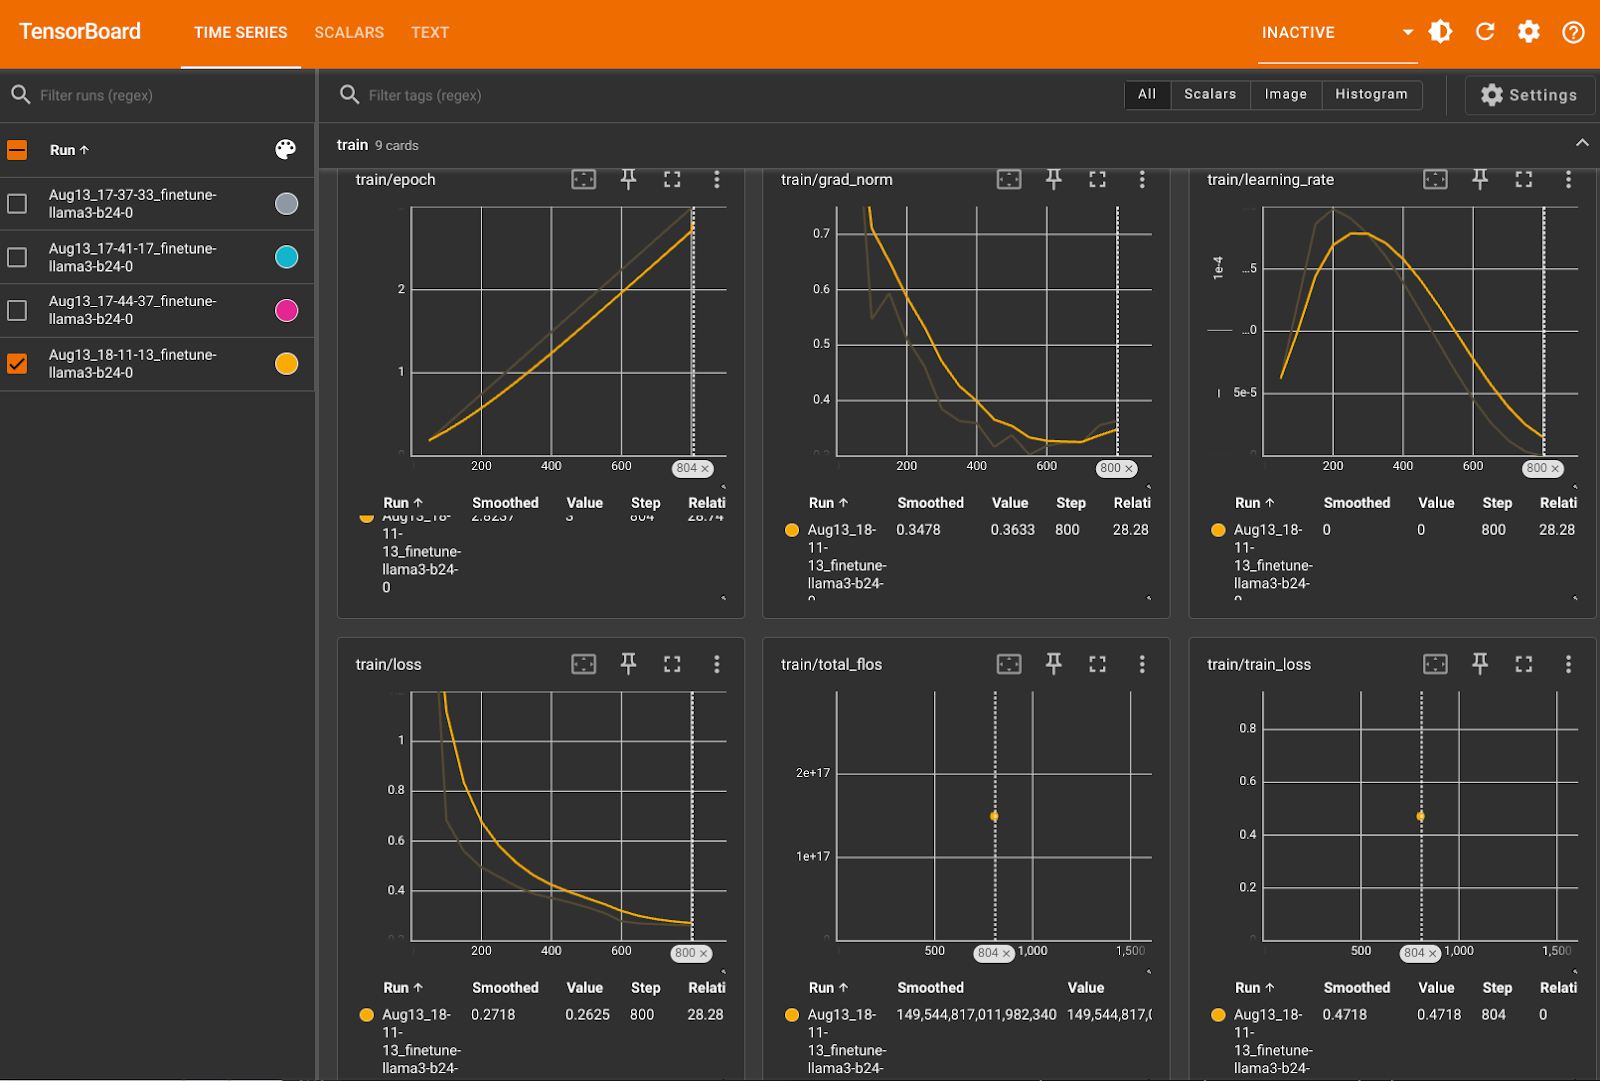 TensorBoard
TIME SERIES
SCALARS
TEXT
INACTIVE
Filter runs (regex)
Filter tags (regex)
All
Scalars
Image
Histogram
Settings
Run ↑
train 9 cards
Aug13_17-37-33_finetune-
llama3-b24-0
Aug13_17-41-17_finetune-
llama3-b24-0
Aug13_17-44-37_finetune-
llama3-b24-0
Aug13_18-11-13_finetune-
llama3-b24-0
train/epoch
2
1
200 400 600 804 ×
Run ↑ Smoothed Value Step Relati
Aug13_18- 2.8237 3 804 28.74
11-
13_finetune-
llama3-b24-
0
train/grad_norm
0.7
0.6
0.5
0.4
200 400 600 800 ×
Run ↑ Smoothed Value Step Relati
Aug13_18- 0.3478 0.3633 800 28.28
11-
13_finetune-
llama3-b24-
train/learning_rate
1e-4
...5
...0
5e-5
200 400 600 800 ×
Run ↑ Smoothed Value Step Relati
Aug13_18- 0 0 800 28.28
11-
13_finetune-
llama3-b24-
train/loss
1
0.8
0.6
0.4
200 400 600 800 ×
Run ↑ Smoothed Value Step Relati
Aug13_18- 0.2718 0.2625 800 28.28
11-
13_finetune-
llama3-b24-
train/total_flos
2e+17
1e+17
500 804 × 1,000 1,500
Run ↑ Smoothed Value
Aug13_18- 149,544,817,011,982,340 149,544,817,0
11-
13_finetune-
llama3-b24-
train/train_loss
0.8
0.6
0.4
0.2
500 804 × 1,000 1,500
Run ↑ Smoothed Value Step Relati
Aug13_18- 0.4718 0.4718 804 0
11-
13_finetune-
llama3-b24-